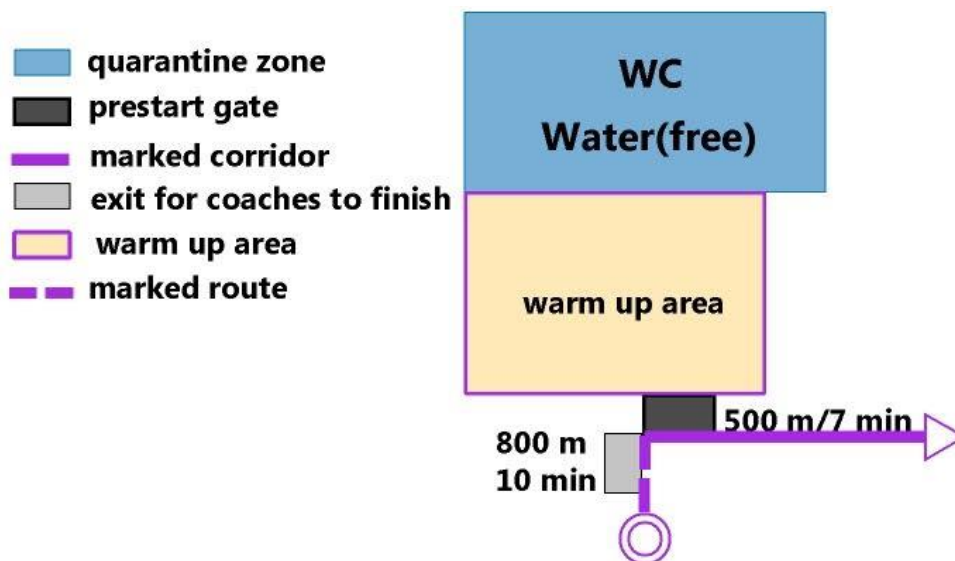 quarantine zone
prestart gate
marked corridor
exit for coaches to finish
warm up area
marked route
WC
Water(free)
warm up area
500 m/7 min
800 m
10 min